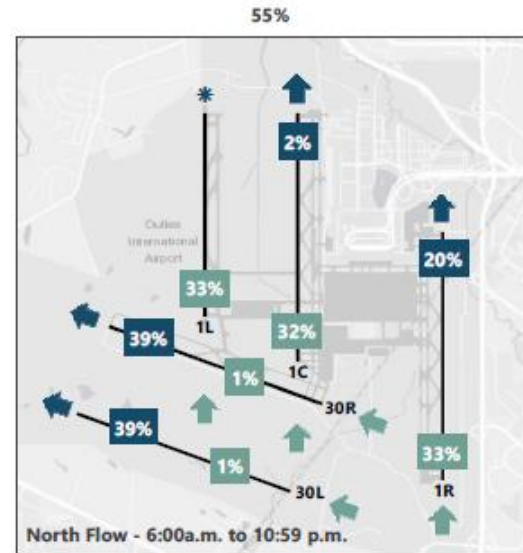 55%
2%
20%
Dulles
International
Airport
33%
1L
32%
1C
39%
1%
30R
39%
1%
30L
33%
1R
North Flow - 6:00a.m. to 10:59 p.m.